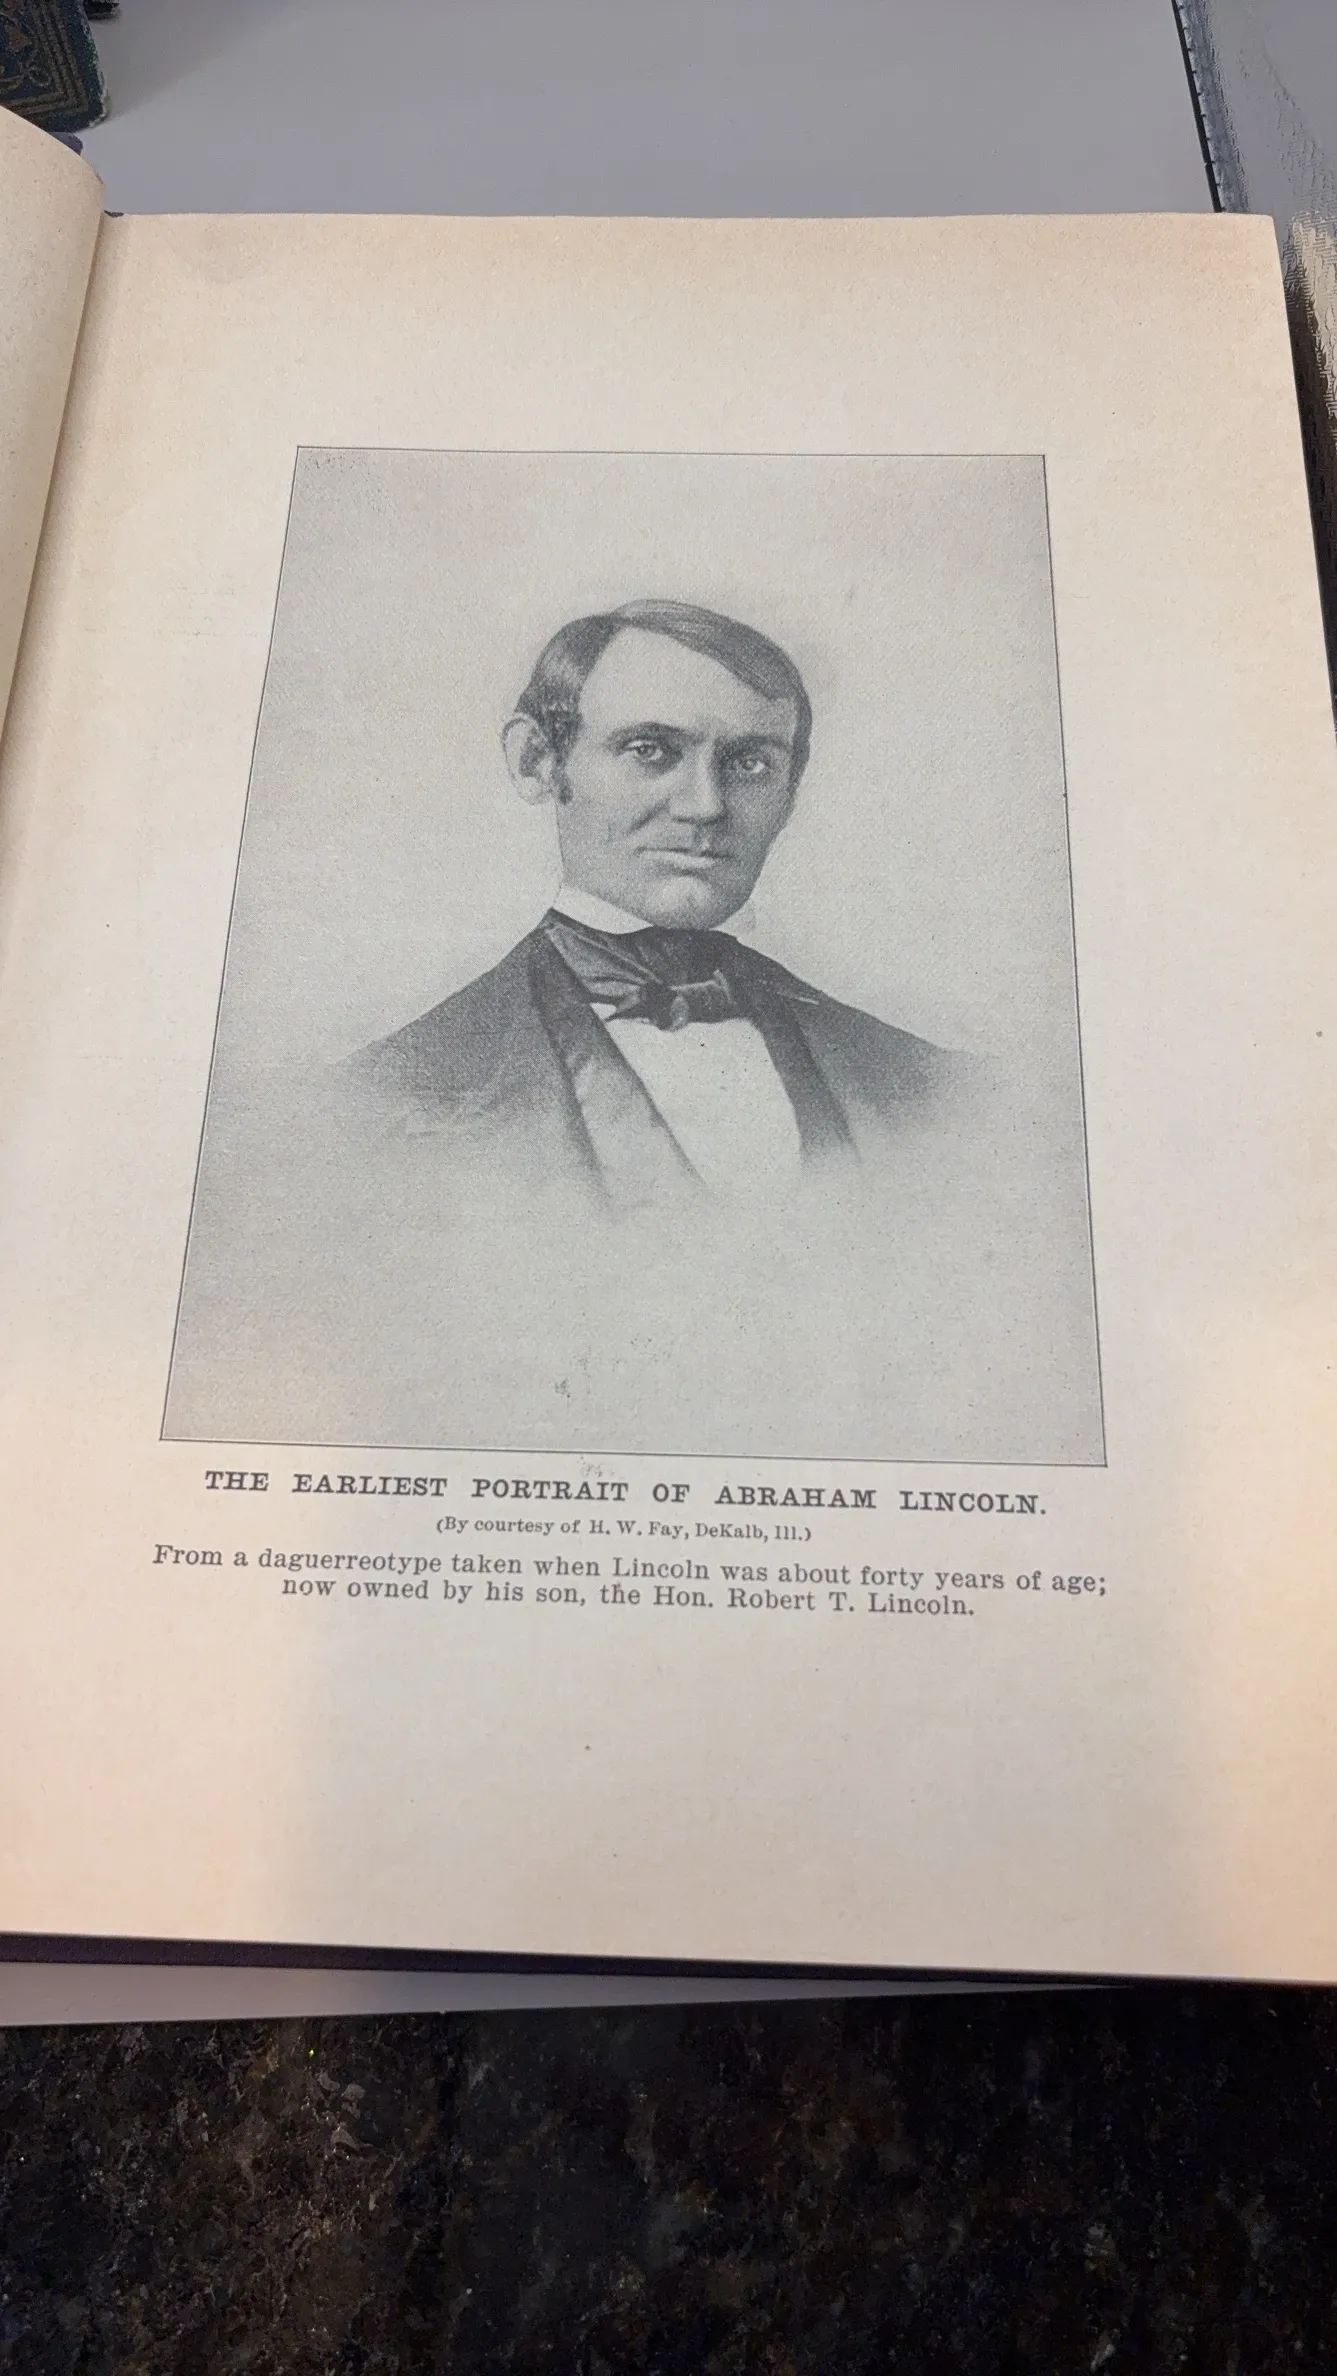 THE EARLIEST PORTRAIT OF ABRAHAM LINCOLN.
(By courtesy of H. W. Fay, DeKalb, Ill.)
From a daguerreotype taken when Lincoln was about forty years of age;
now owned by his son, the Hon. Robert T. Lincoln.